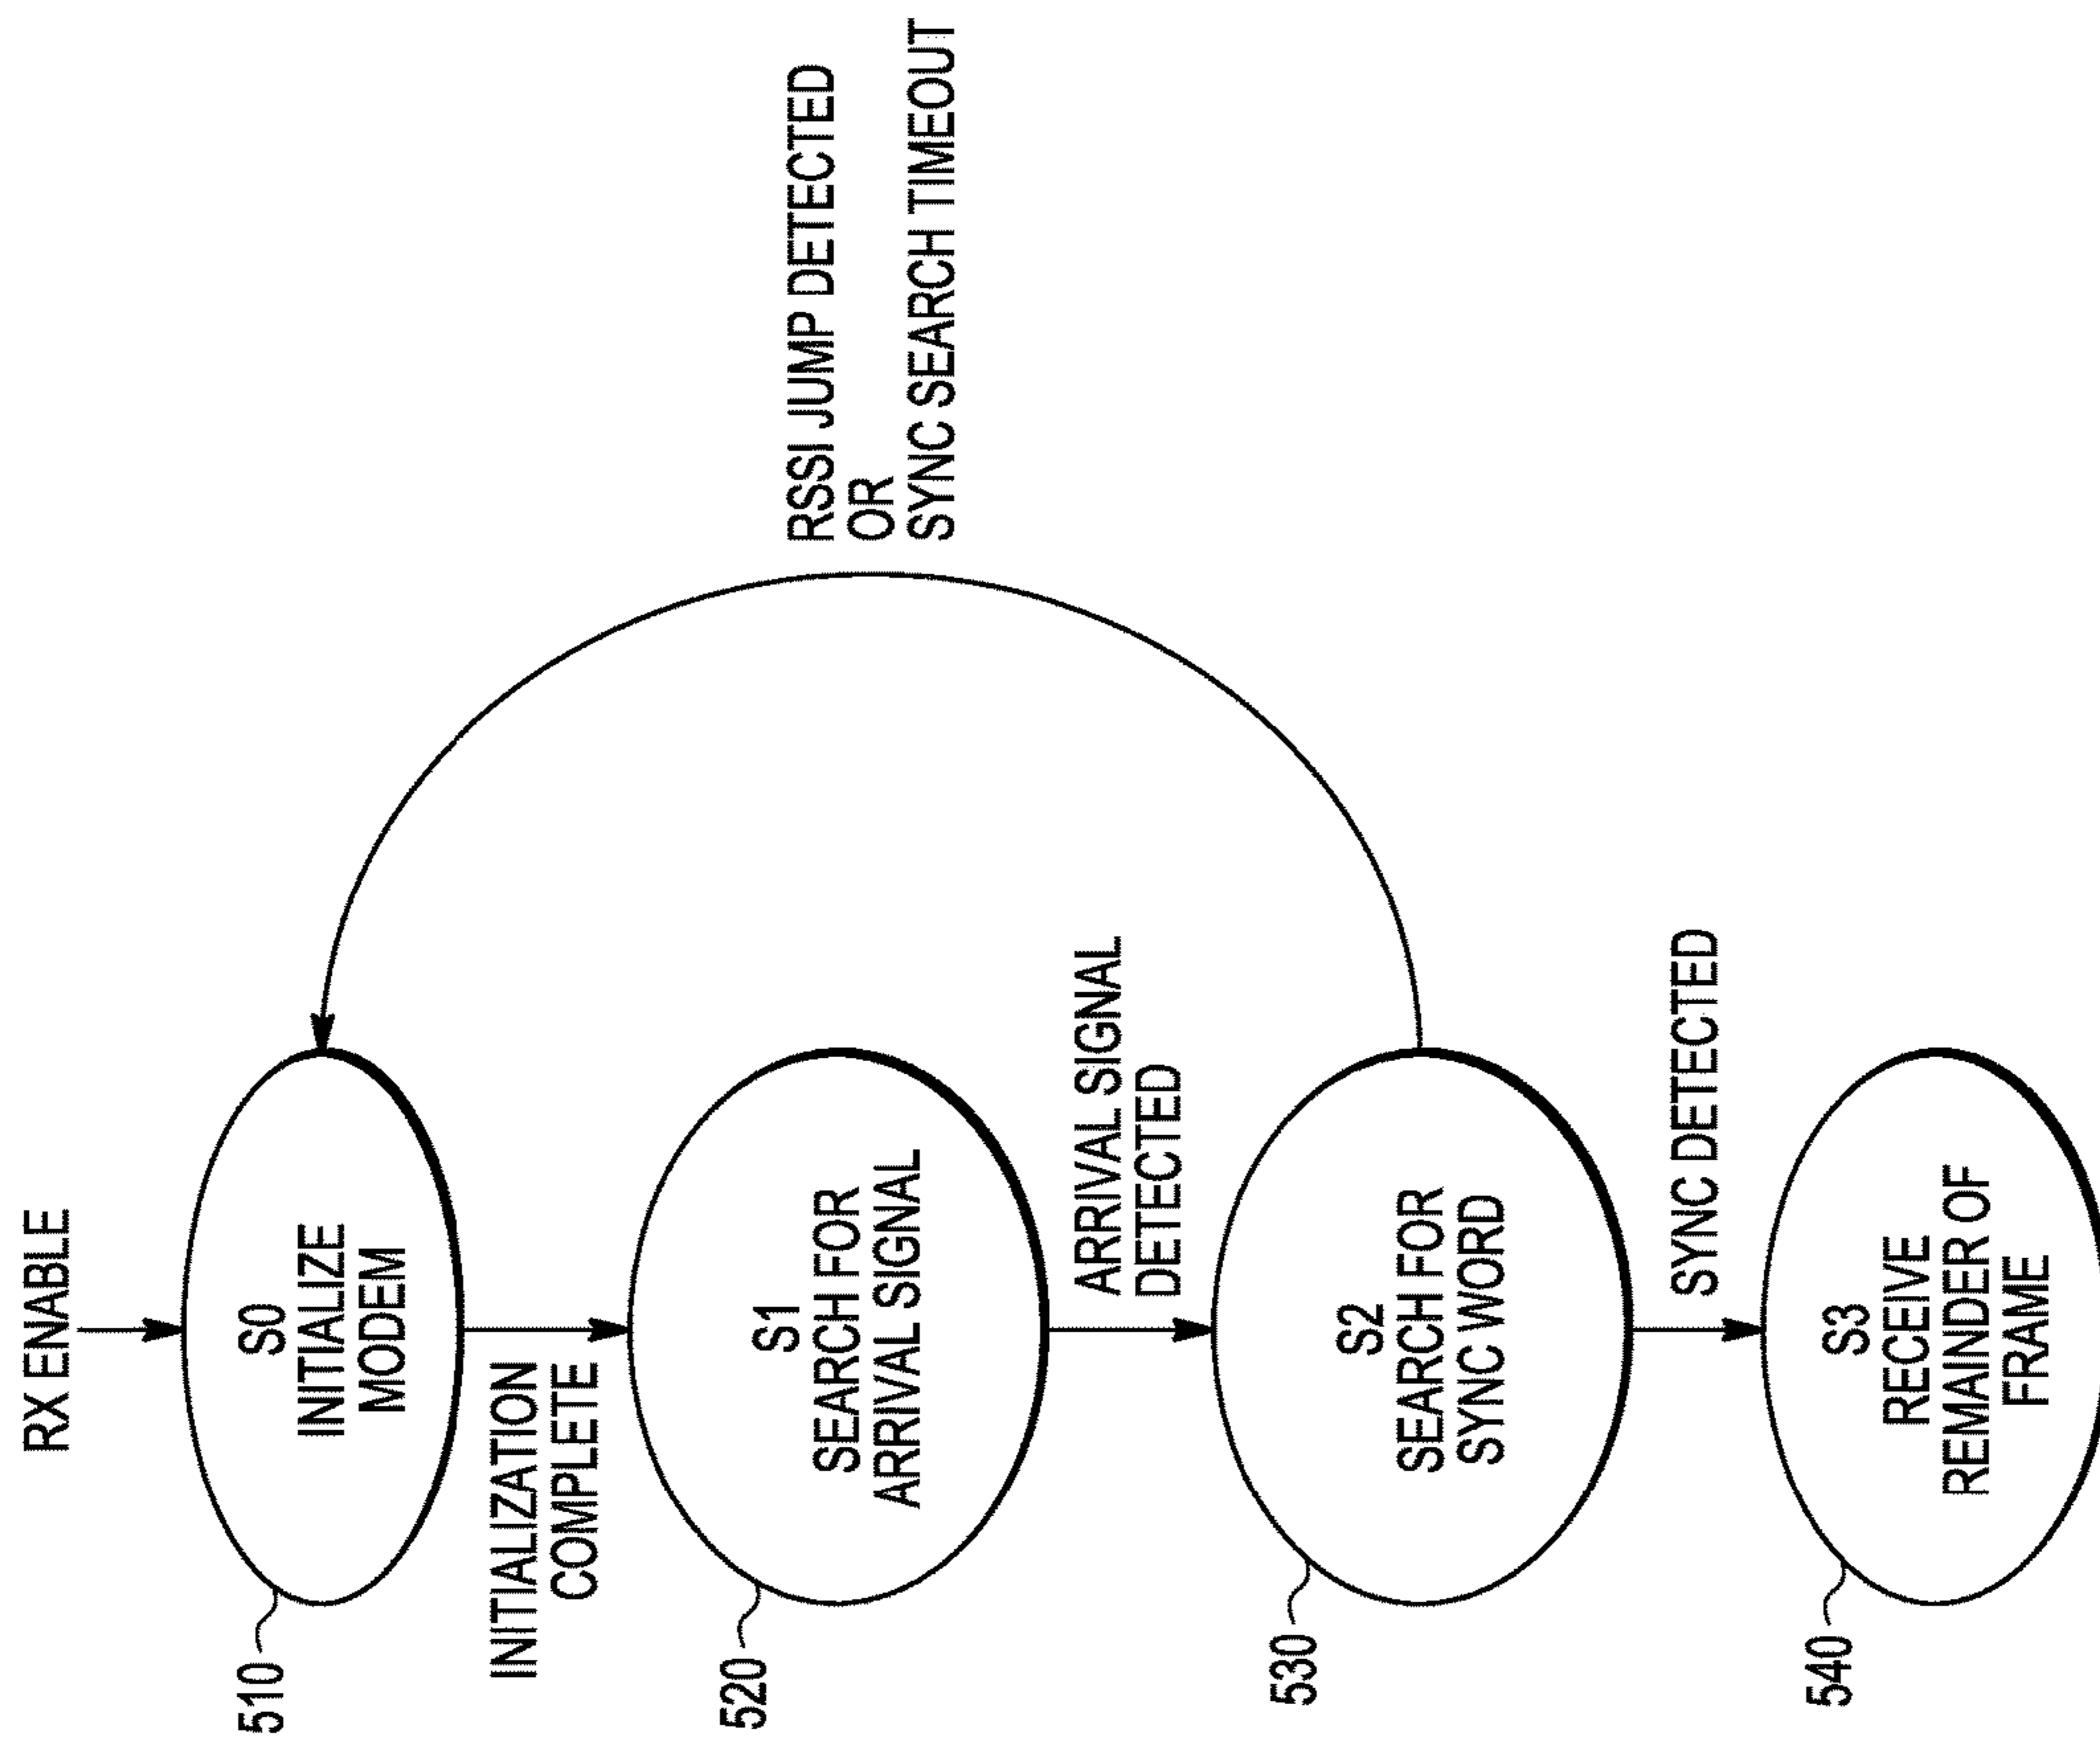 RX ENABLE
510
S0
INITIALIZE
MODEM
INITIALIZATION
COMPLETE
520
S1
SEARCH FOR
ARRIVAL SIGNAL
ARRIVAL SIGNAL
DETECTED
530
S2
SEARCH FOR
SYNC WORD
RSSI JUMP DETECTED
OR
SYNC SEARCH TIMEOUT
SYNC DETECTED
540
S3
RECEIVE
REMAINDER OF
FRAME